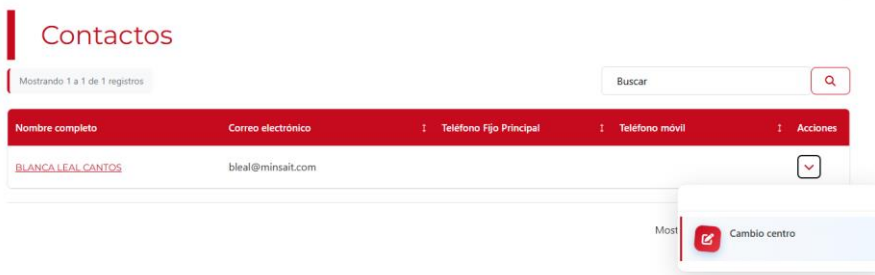 Contactos
Mostrando 1 a 1 de 1 registros
Buscar
Nombre completo Correo electrónico Teléfono Fijo Principal Teléfono móvil Acciones
BLANCA LEAL CANTOS bleal@minsait.com
Most
Cambio centro